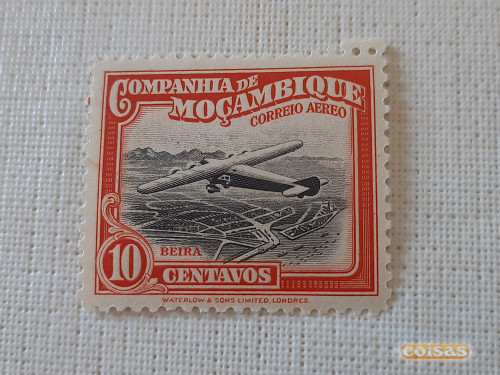 COMPANHIA DE
MOÇAMBIQUE
CORREIO AEREO
BEIRA
10 CENTAVOS
WATERLOW & SONS LIMITED, LONDRES.
coisas